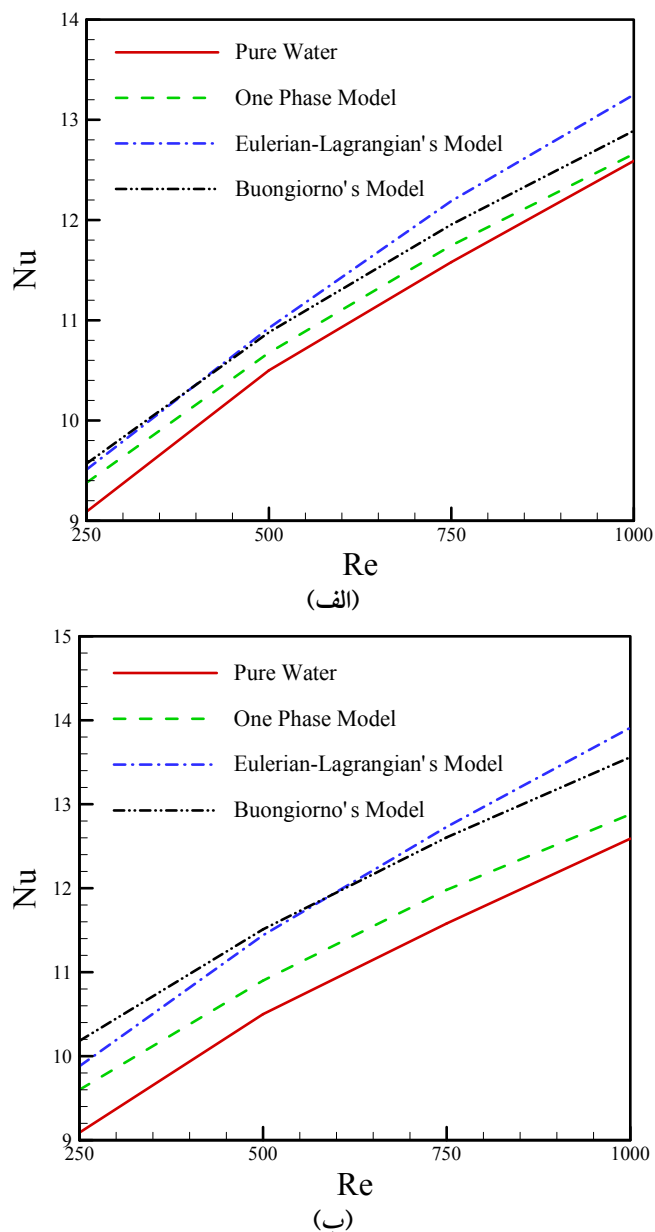 14
13
12
11
10
9
Nu
Pure Water
One Phase Model
Eulerian-Lagrangian's Model
Buongiorno's Model
250 500 750 1000
Re
(الف)
15
14
13
12
11
10
9
Nu
Pure Water
One Phase Model
Eulerian-Lagrangian's Model
Buongiorno's Model
250 500 750 1000
Re
(ب)